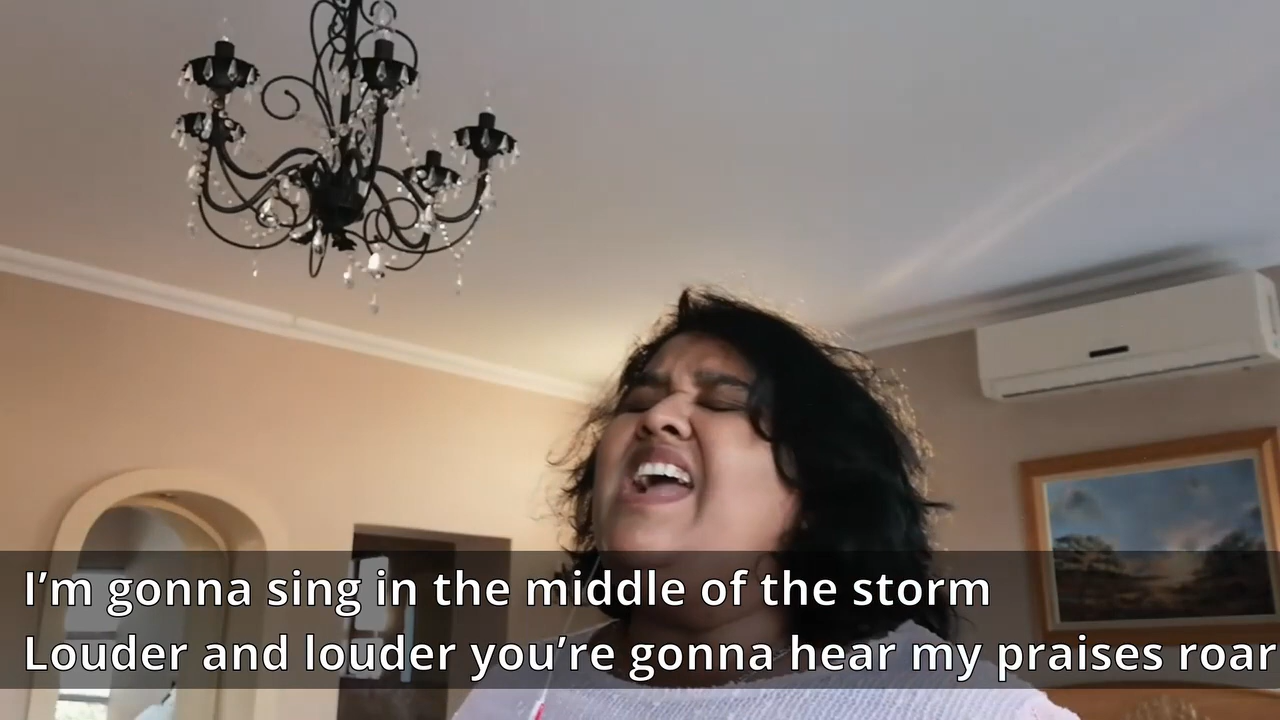 I’m gonna sing in the middle of the storm
Louder and louder you’re gonna hear my praises roar